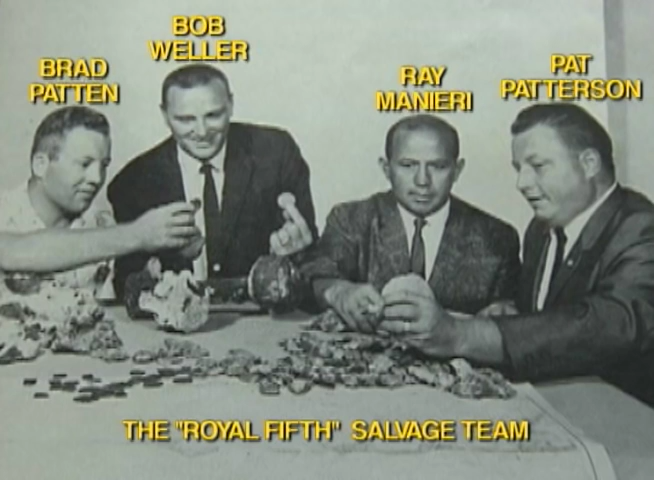 BRAD
PATTEN
BOB
WELLER
RAY
MANIERI
PAT
PATTERSON
THE "ROYAL FIFTH" SALVAGE TEAM